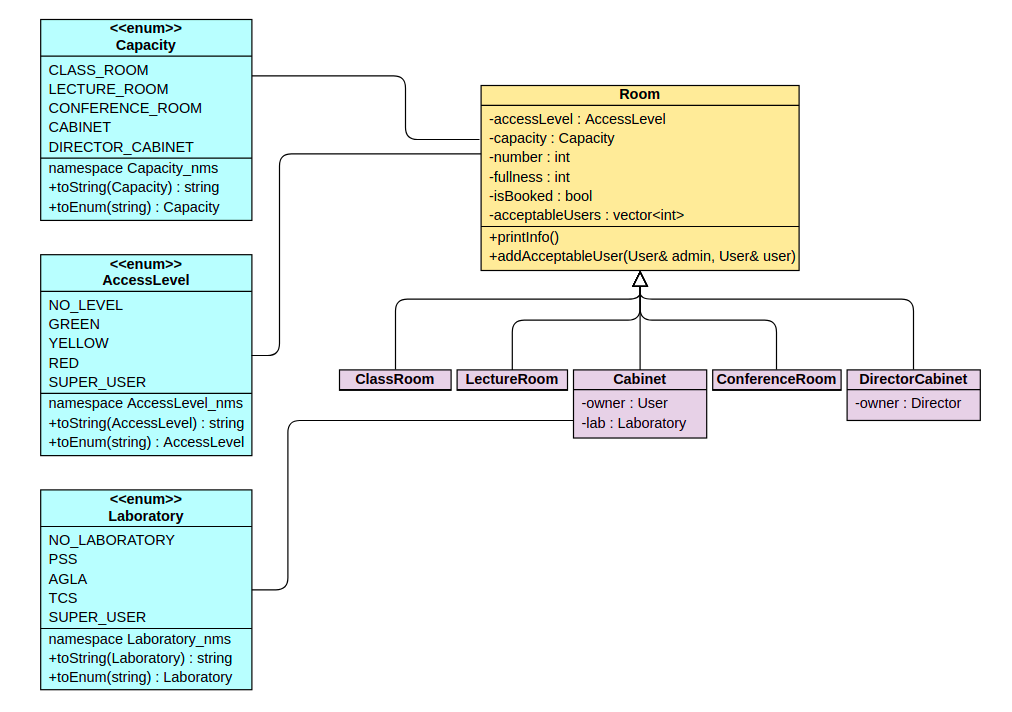 <<enum>>
Capacity
CLASS_ROOM
LECTURE_ROOM
CONFERENCE_ROOM
CABINET
DIRECTOR_CABINET
namespace Capacity_nms
+toString(Capacity) : string
+toEnum(string) : Capacity
<<enum>>
AccessLevel
NO_LEVEL
GREEN
YELLOW
RED
SUPER_USER
namespace AccessLevel_nms
+toString(AccessLevel) : string
+toEnum(string) : AccessLevel
<<enum>>
Laboratory
NO_LABORATORY
PSS
AGLA
TCS
SUPER_USER
namespace Laboratory_nms
+toString(Laboratory) : string
+toEnum(string) : Laboratory
Room
-accessLevel : AccessLevel
-capacity : Capacity
-number : int
-fullness : int
-isBooked : bool
-acceptableUsers : vector<int>
+printInfo()
+addAcceptableUser(User& admin, User& user)
ClassRoom
LectureRoom
Cabinet
-owner : User
-lab : Laboratory
ConferenceRoom
DirectorCabinet
-owner : Director